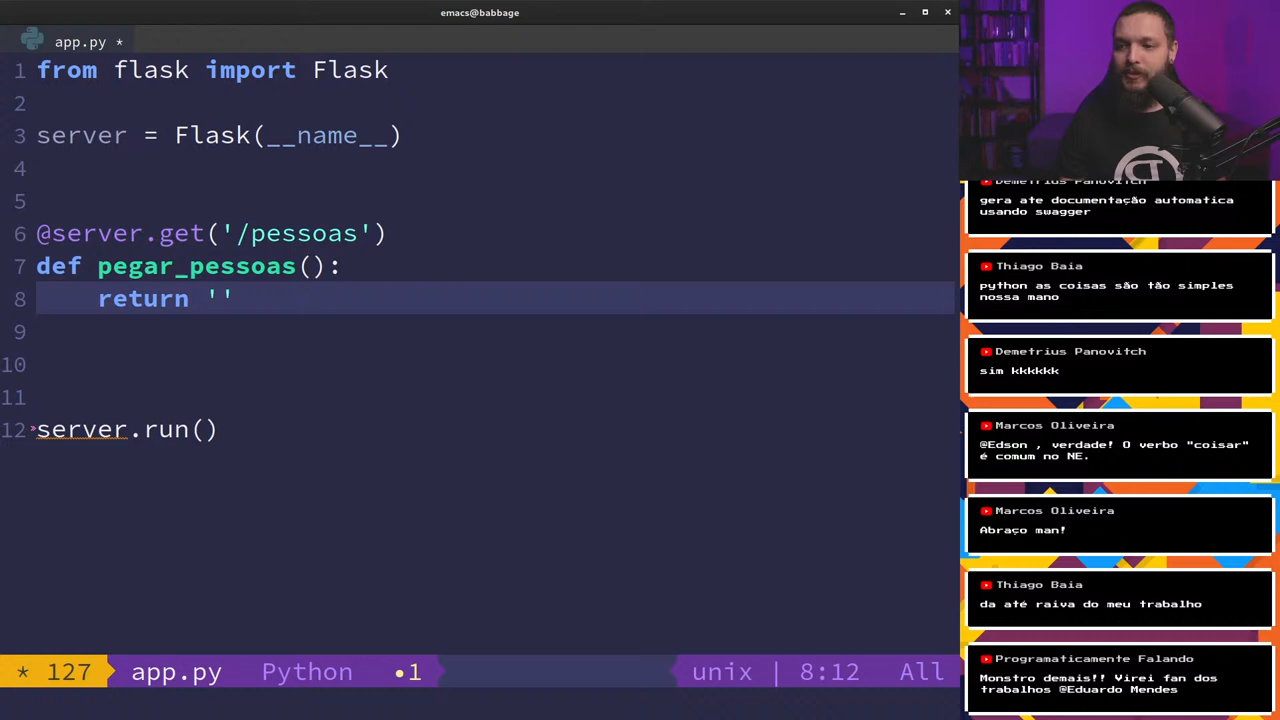 emacs@babbage
app.py *
1 from flask import Flask
2
3 server = Flask(__name__)
4
5
6 @server.get('/pessoas')
7 def pegar_pessoas():
8     return ''
9
10
11
12 server.run()
* 127 app.py Python •1 unix | 8:12 All
Demetrius Panovitch
gera ate documentação automatica
usando swagger
Thiago Baia
python as coisas são tão simples
nossa mano
Demetrius Panovitch
sim kkkkkk
Marcos Oliveira
@Edson , verdade! O verbo "coisar"
é comum no NE.
Marcos Oliveira
Abraço man!
Thiago Baia
da até raiva do meu trabalho
Programaticamente Falando
Monstro demais!! Virei fan dos
trabalhos @Eduardo Mendes